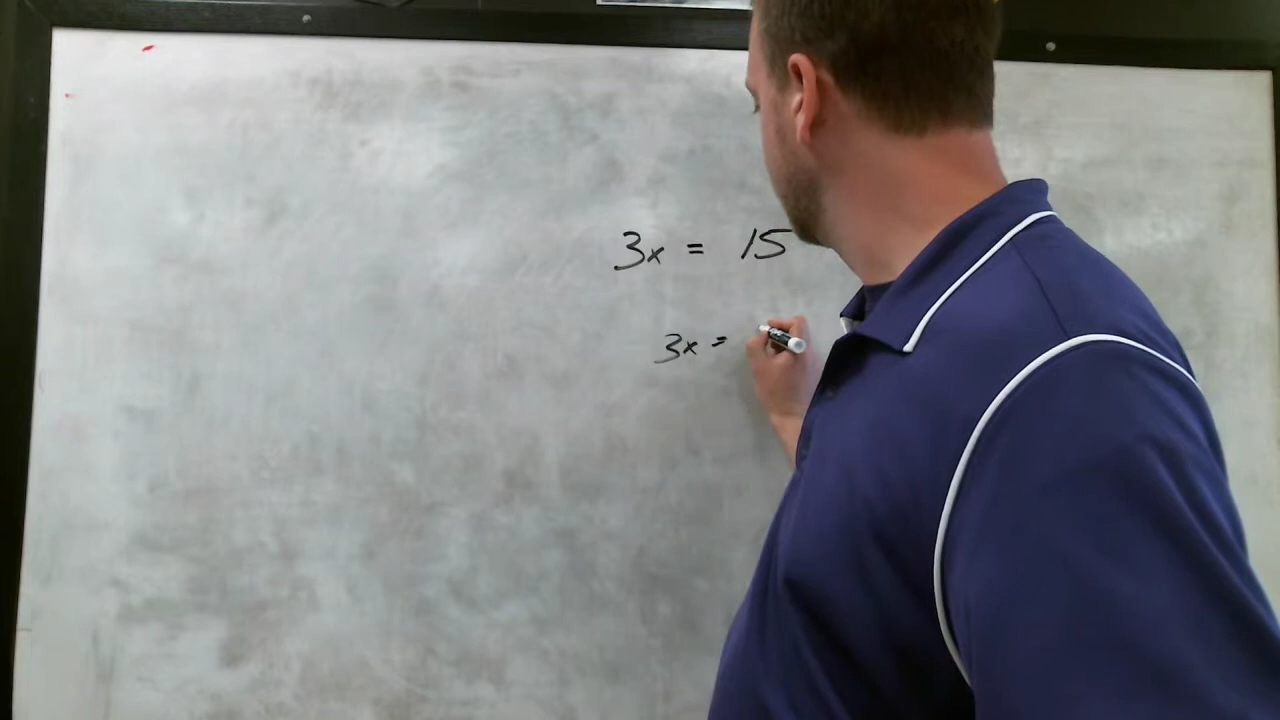 3x = 15
3x =